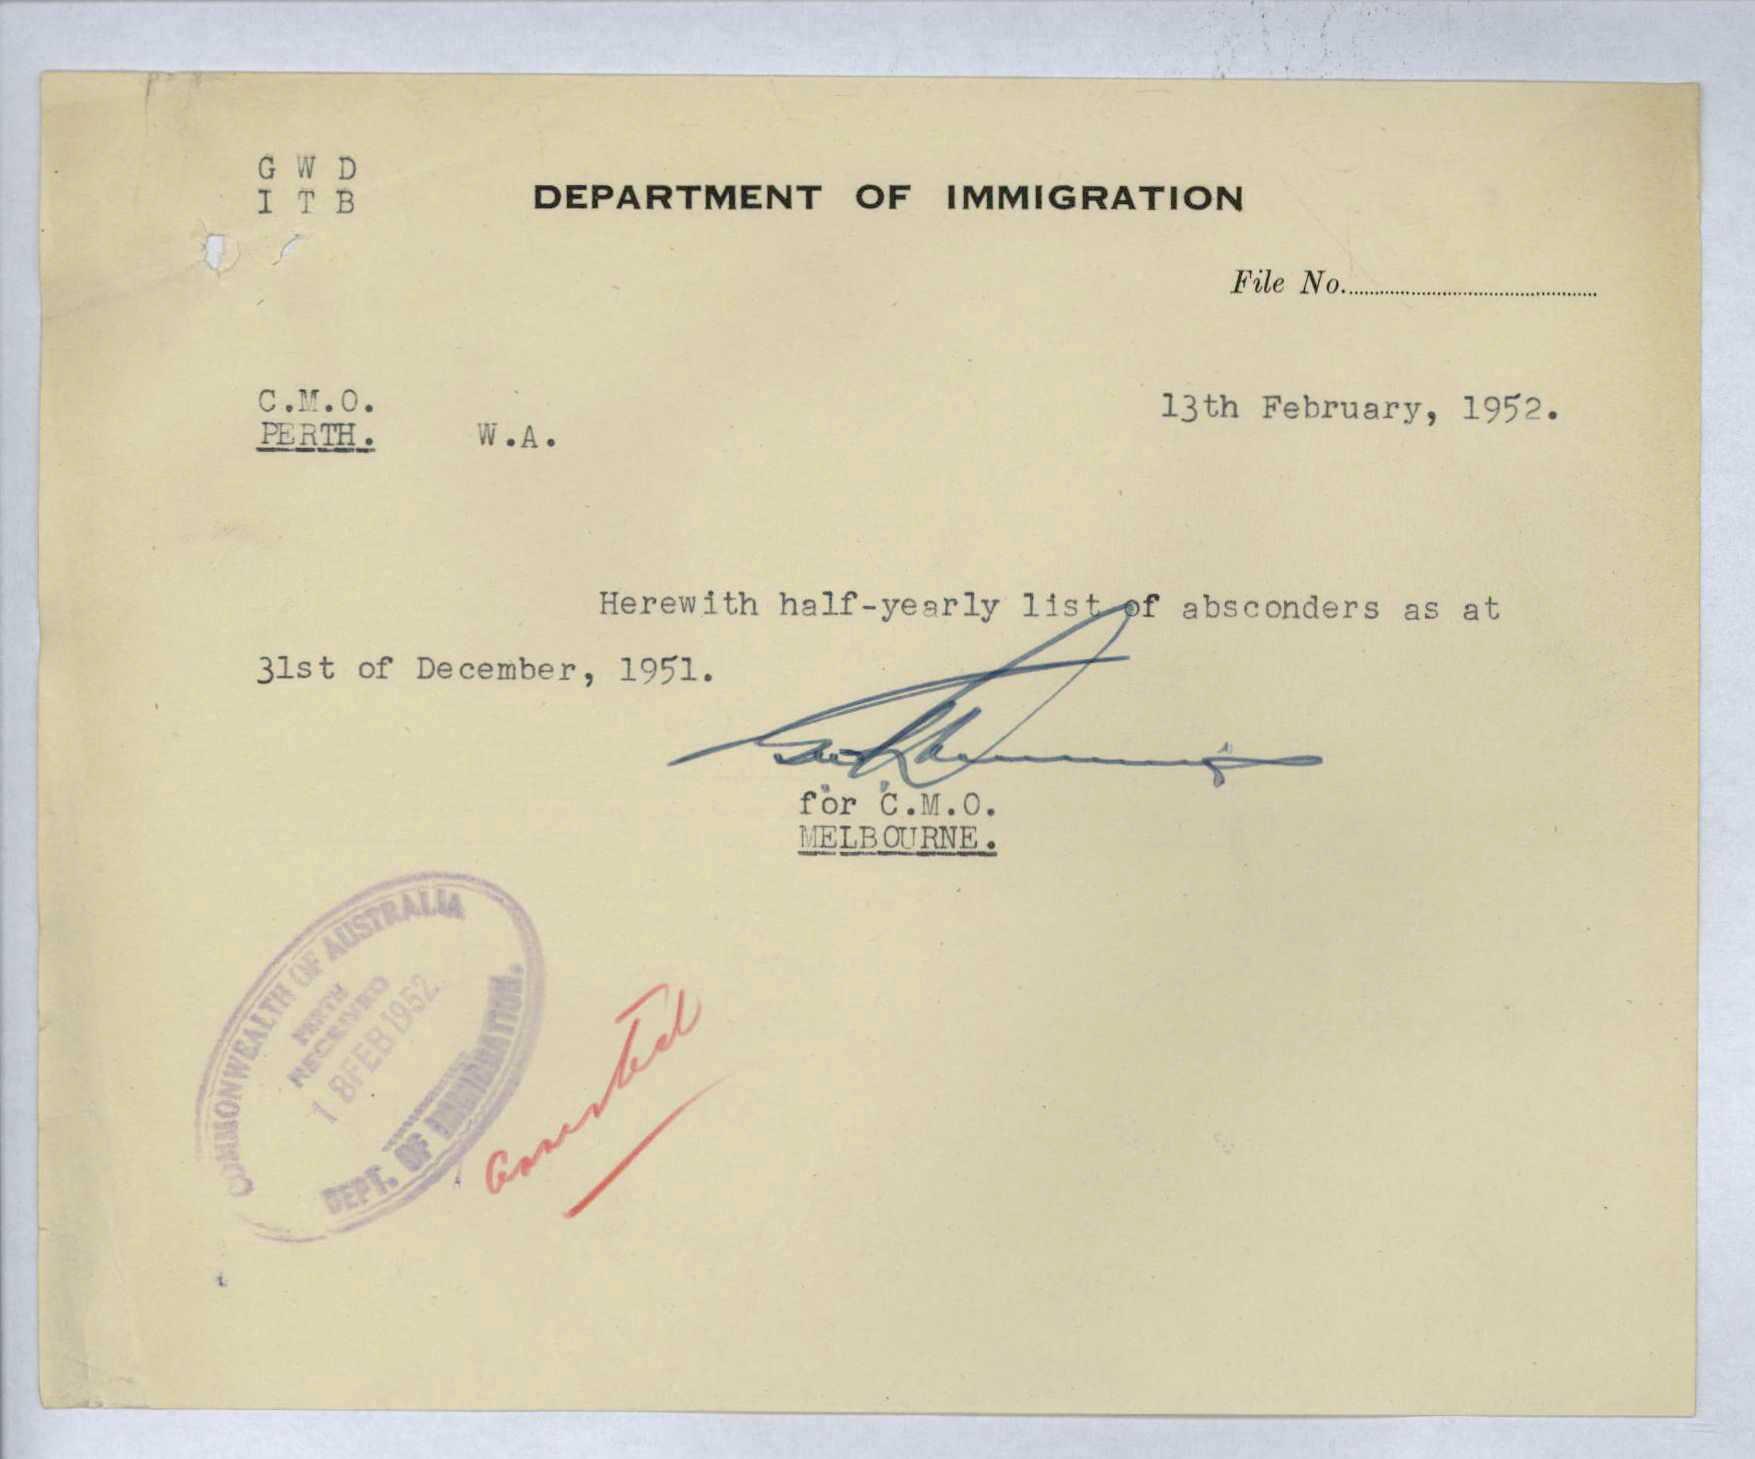 G W D
I T B
DEPARTMENT OF IMMIGRATION
File No.
C.M.O.
PERTH. W.A.
13th February, 1952.
Herewith half-yearly list of absconders as at
31st of December, 1951.
for C.M.O.
MELBOURNE.
COMMONWEALTH OF AUSTRALIA
PERTH
RECEIVED
18 FEB 1952
DEPT. OF IMMIGRATION.